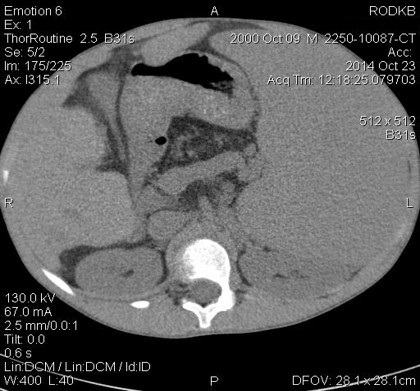 Emotion 6
Ex: 1
ThorRoutine 2.5 B31s
Se: 5/2
Im: 175/225
Ax: I315.1
A
RODKB
2000 Oct 09 M 2250-10087-CT
Acc:
2014 Oct 23
Acq Tm: 12:18:25.079703
512 x 512
B31s
R
L
130.0 kV
67.0 mA
2.5 mm/0.0:1
Tilt: 0.0
0.6 s
Lin:DCM / Lin:DCM / Id:ID
W:400 L:40
P
DFOV: 28.1 x 28.1cm